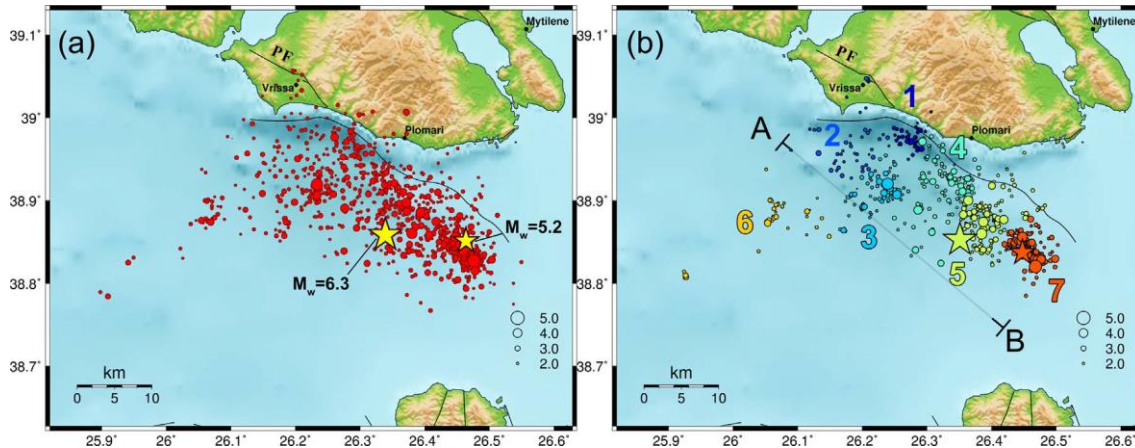 (a)
PF
Vrissa
Plomari
Mytilene
Mw=5.2
Mw=6.3
5.0
4.0
3.0
2.0
km
0 5 10
39.1°
39°
38.9°
38.8°
38.7°
25.9° 26° 26.1° 26.2° 26.3° 26.4° 26.5° 26.6°
(b)
PF
Vrissa
Plomari
Mytilene
1
2
A
4
6
3
5
7
B
5.0
4.0
3.0
2.0
km
0 5 10
25.9° 26° 26.1° 26.2° 26.3° 26.4° 26.5° 26.6°